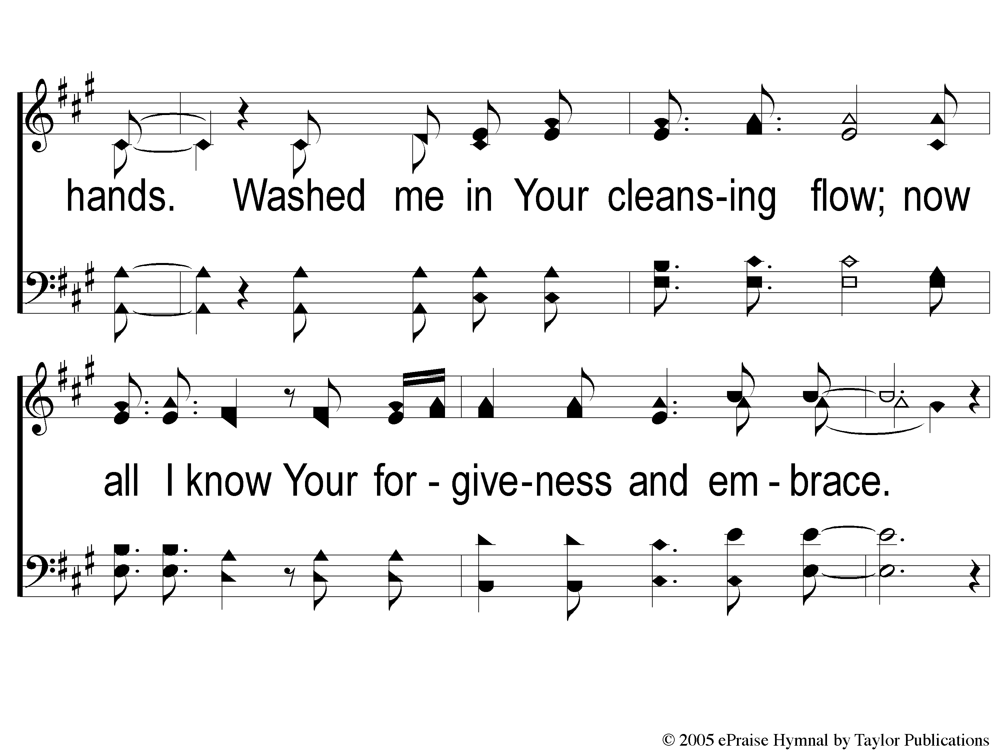 hands. Washed me in Your cleans-ing flow; now
all I know Your for - give-ness and em - brace.
© 2005 ePraise Hymnal by Taylor Publications